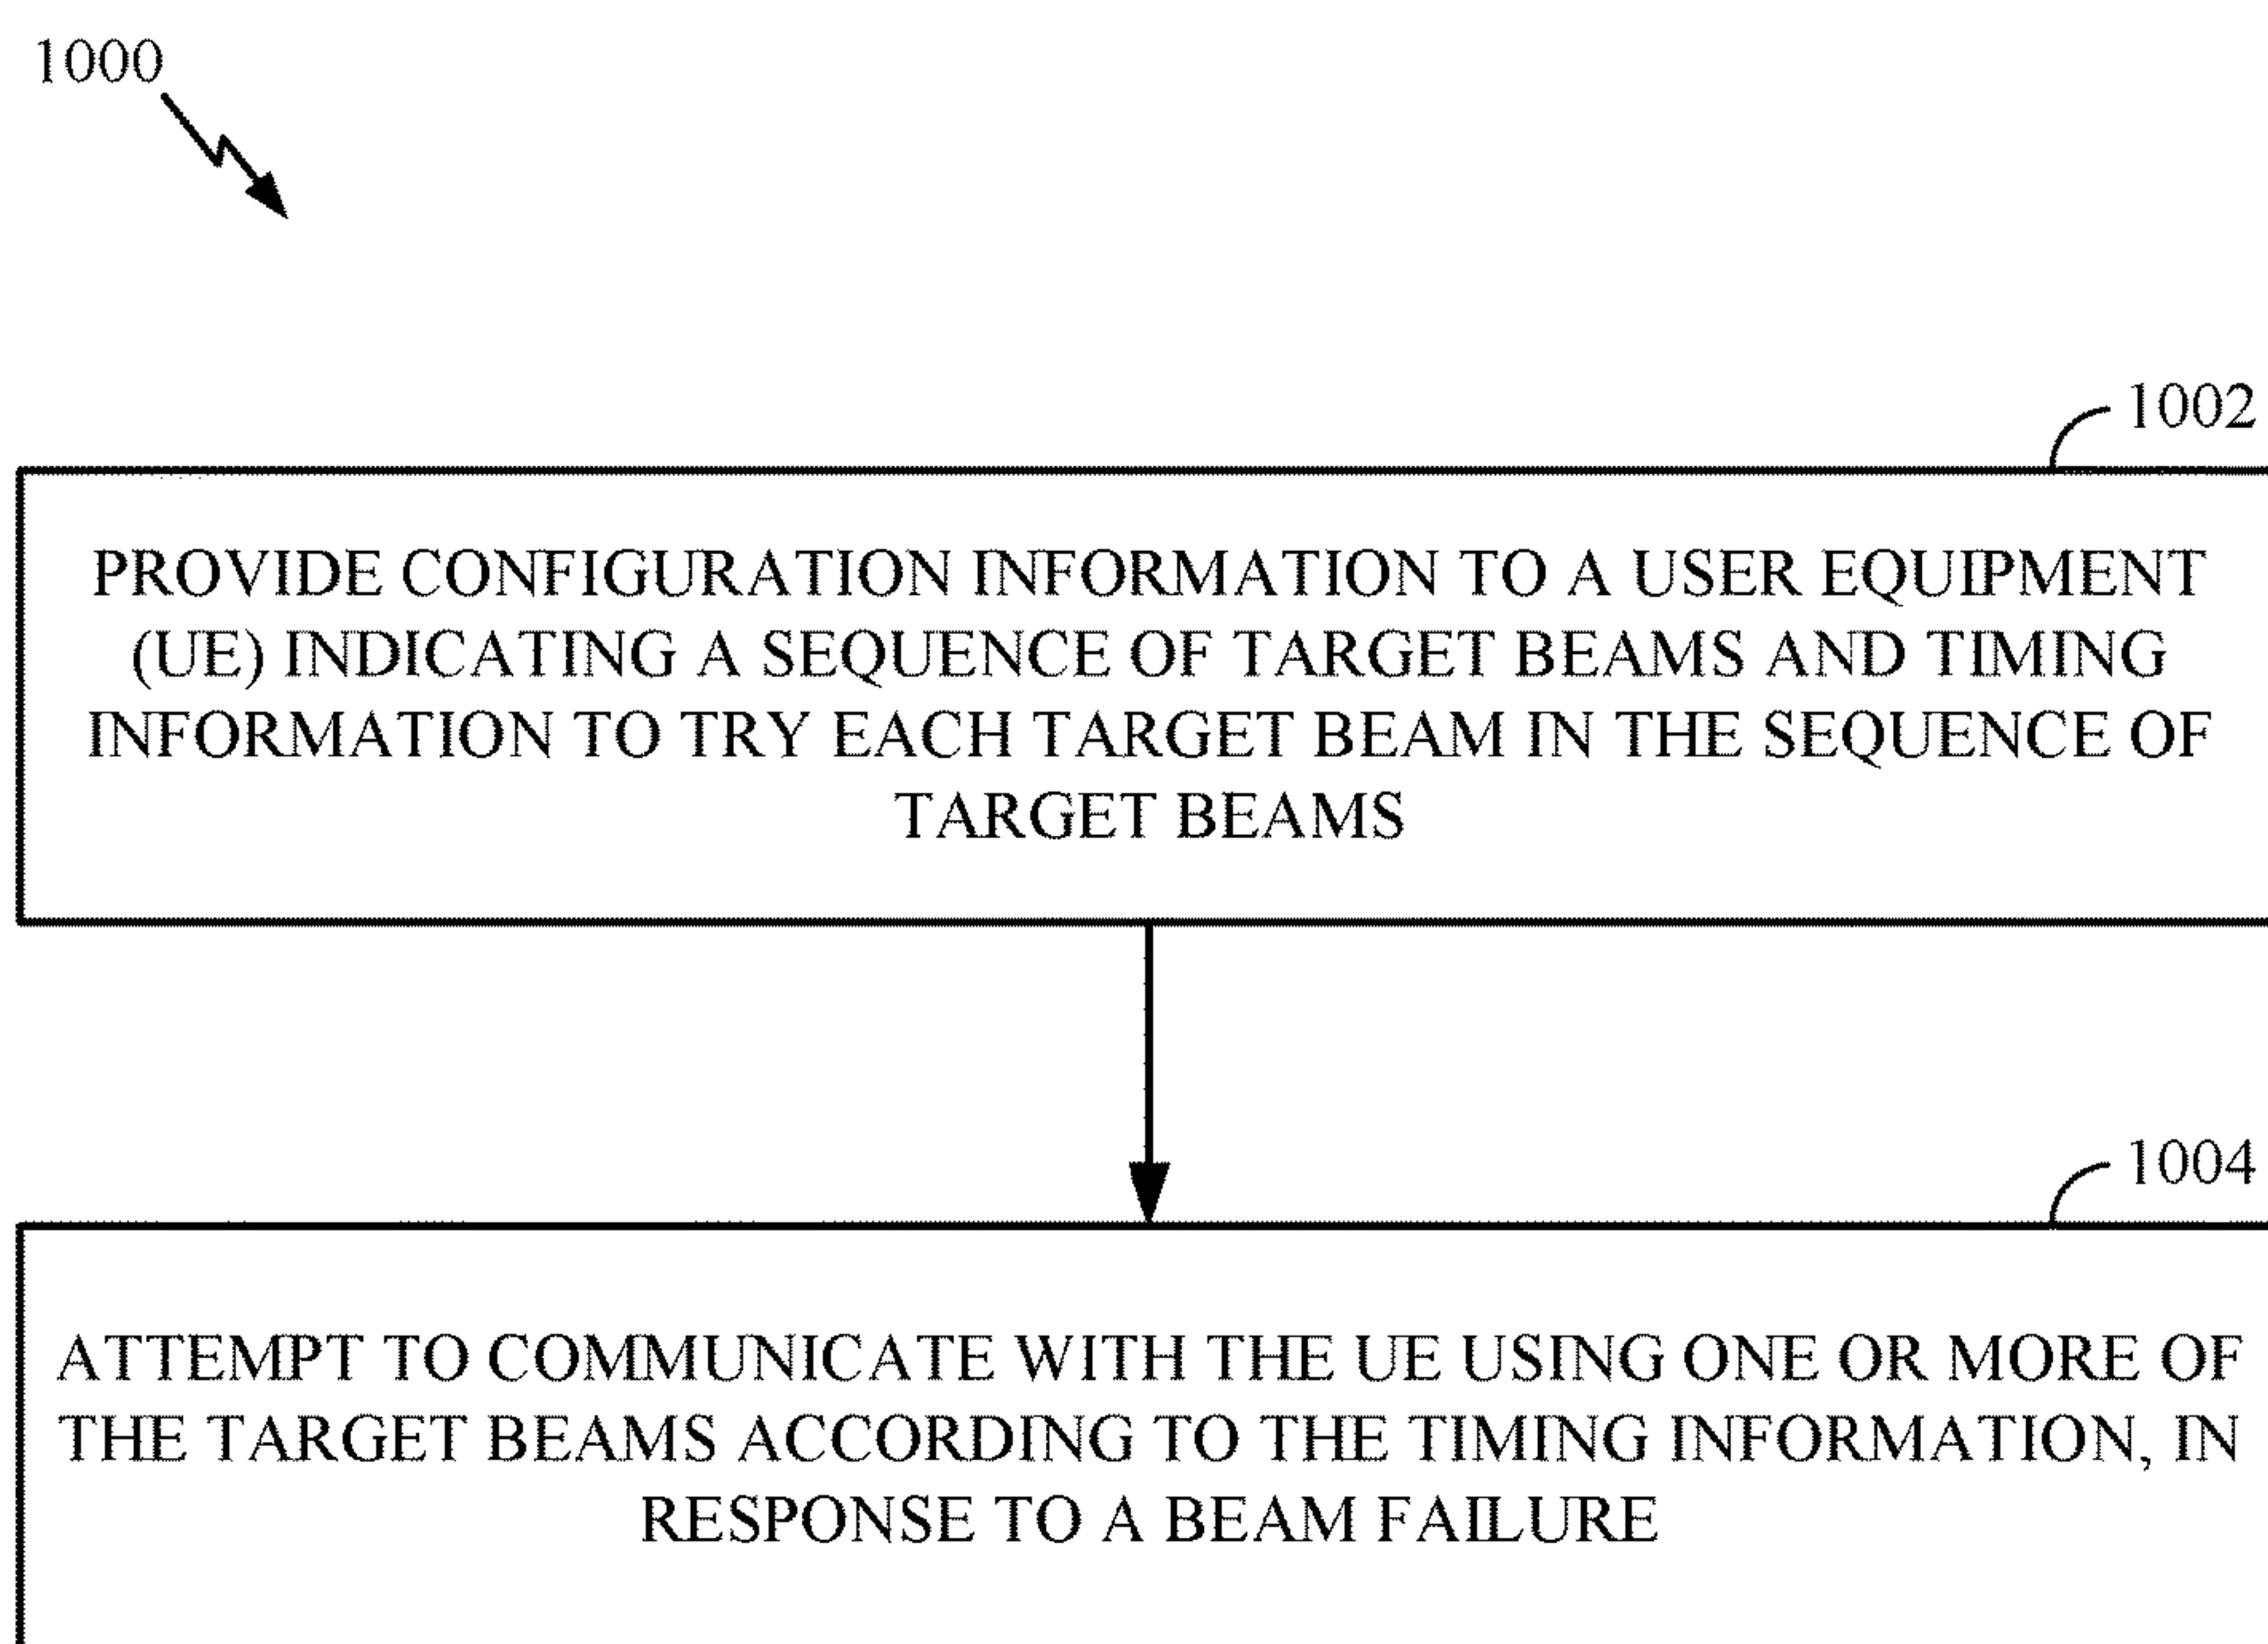 1000
1002
PROVIDE CONFIGURATION INFORMATION TO A USER EQUIPMENT
(UE) INDICATING A SEQUENCE OF TARGET BEAMS AND TIMING
INFORMATION TO TRY EACH TARGET BEAM IN THE SEQUENCE OF
TARGET BEAMS
1004
ATTEMPT TO COMMUNICATE WITH THE UE USING ONE OR MORE OF
THE TARGET BEAMS ACCORDING TO THE TIMING INFORMATION, IN
RESPONSE TO A BEAM FAILURE